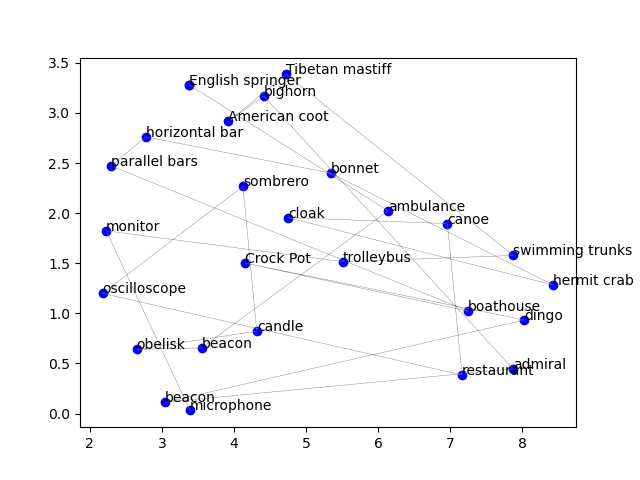 3.5
3.0
2.5
2.0
1.5
1.0
0.5
0.0
Tibetan mastiff
English springer
bighorn
American coot
horizontal bar
parallel bars
bonnet
sombrero
ambulance
cloak
canoe
monitor
swimming trunks
Crock Pot
trolleybus
hermit crab
oscilloscope
boathouse
dingo
candle
obelisk
beacon
admiral
restaurant
beacon
microphone
2 3 4 5 6 7 8